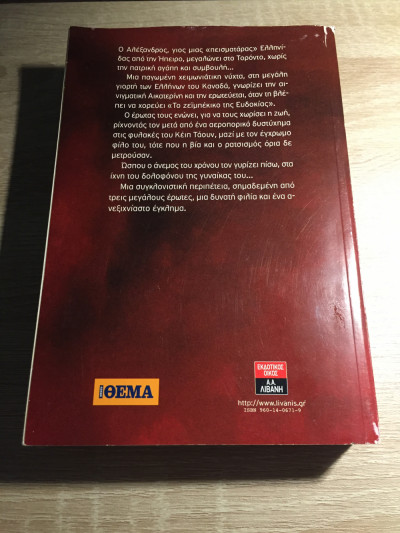 Ο Αλέξανδρος, γιος μιας «πεισματάρας» Ελληνί-
δας από την Ήπειρο, μεγαλώνει στο Τορόντο, χωρίς
την πατρική αγάπη και συμβουλή...
Μια παγωμένη χειμωνιάτικη νύχτα, στη μεγάλη
γιορτή των Ελλήνων του Καναδά, γνωρίζει την αι-
νιγματική Αικατερίνη και την ερωτεύεται, όταν τη βλέ-
πει να χορεύει «Το ζεϊμπέκικο της Ευδοκίας».
Ο έρωτας τους ενώνει, για να τους χωρίσει η ζωή,
ρίχνοντάς τον μετά από ένα αεροπορικό δυστύχημα
στις φυλακές του Κέιπ Τάουν, μαζί με τον έγχρωμο
φίλο του, τότε που η βία και ο ρατσισμός όρια δε
μετρούσαν.
Ώσπου ο άνεμος του χρόνου τον γυρίζει πίσω, στο
ίχνη του δολοφόνου της γυναίκας του...
Μια συγκλονιστική περιπέτεια, σημαδεμένη από
τρεις μεγάλους έρωτες, μια δυνατή φιλία και ένα α-
νεξιχνίαστο έγκλημα.
ΘΕΜΑ
ΕΚΔΟΤΙΚΟΣ
ΟΙΚΟΣ
Α.Α.
ΛΙΒΑΝΗ
http://www.livanis.gr
ISBN 960-14-0671-9